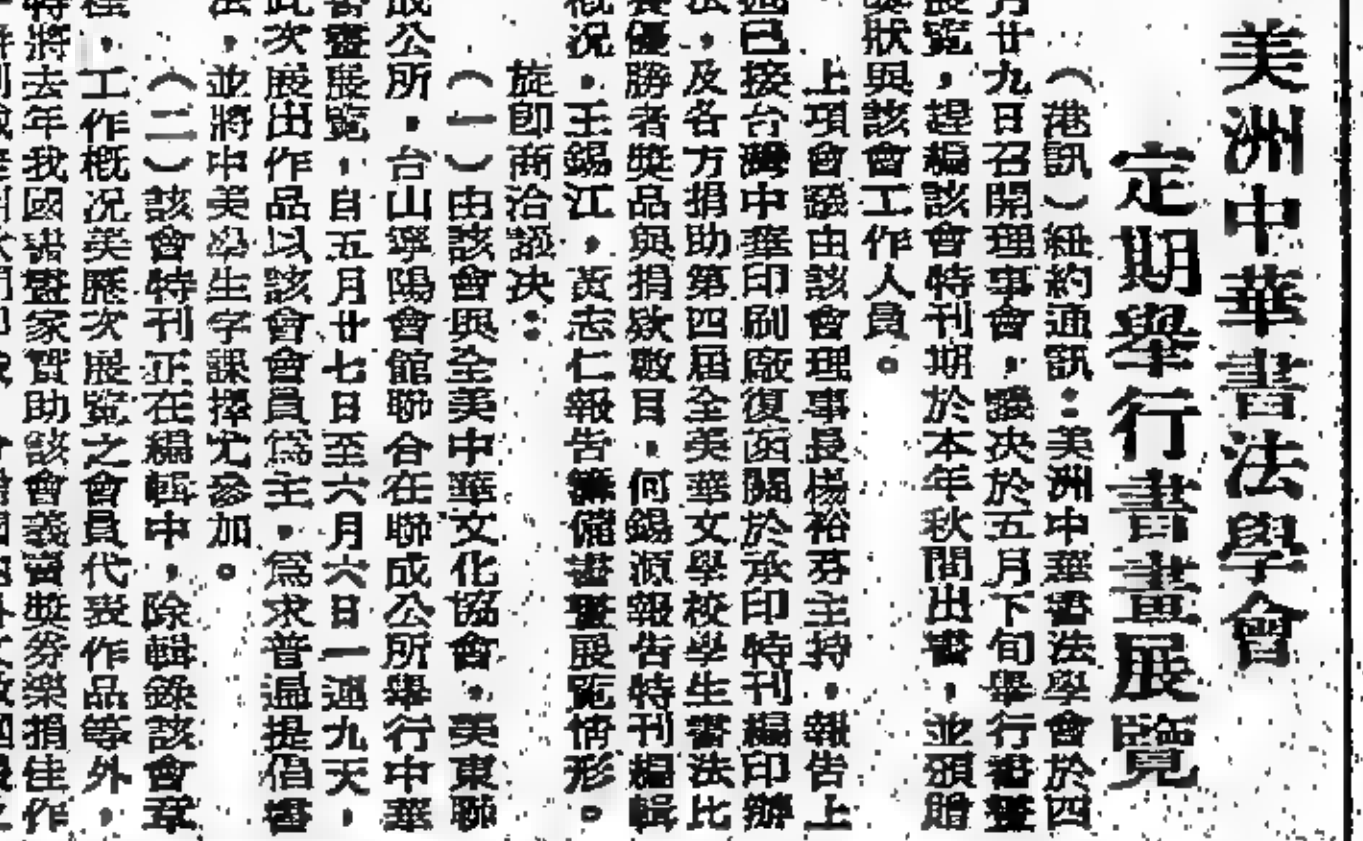 美洲中華書法學會
定期舉行書畫展覽
（港訊）紐約通訊：美洲中華書法學會於四
月廿九日召開理事會，議決於五月下旬舉行書畫
展覽，趕編該會特刊期於本年秋間出書，並頒贈
獎狀與該會工作人員。
上項會議由該會理事長楊裕芬主持，報告上
屆已接台灣中華印刷廠復函關於承印特刊編印辦
法，及各方捐助第四屆全美華文學校學生書法比
賽優勝者獎品與捐欵數目，何錫源報告特刊編輯
概況，王錫江，黃志仁報告籌備書畫展覽情形。
旋即商洽議決：
（一）由該會與全美中華文化協會，美東聯
成公所，台山寧陽會館聯合在聯成公所舉行中華
書畫展覽，自五月廿七日至六月六日一連九天，
此次展出作品以該會會員為主，為求普遍提倡書
法，並將中美學生字課擇尤參加。
（二）該會特刊正在編輯中，除輯錄該會章
程，工作概況美歷次展覽之會員代表作品等外，
特將去年我國書畫家贊助該會義賣獎券樂捐佳作